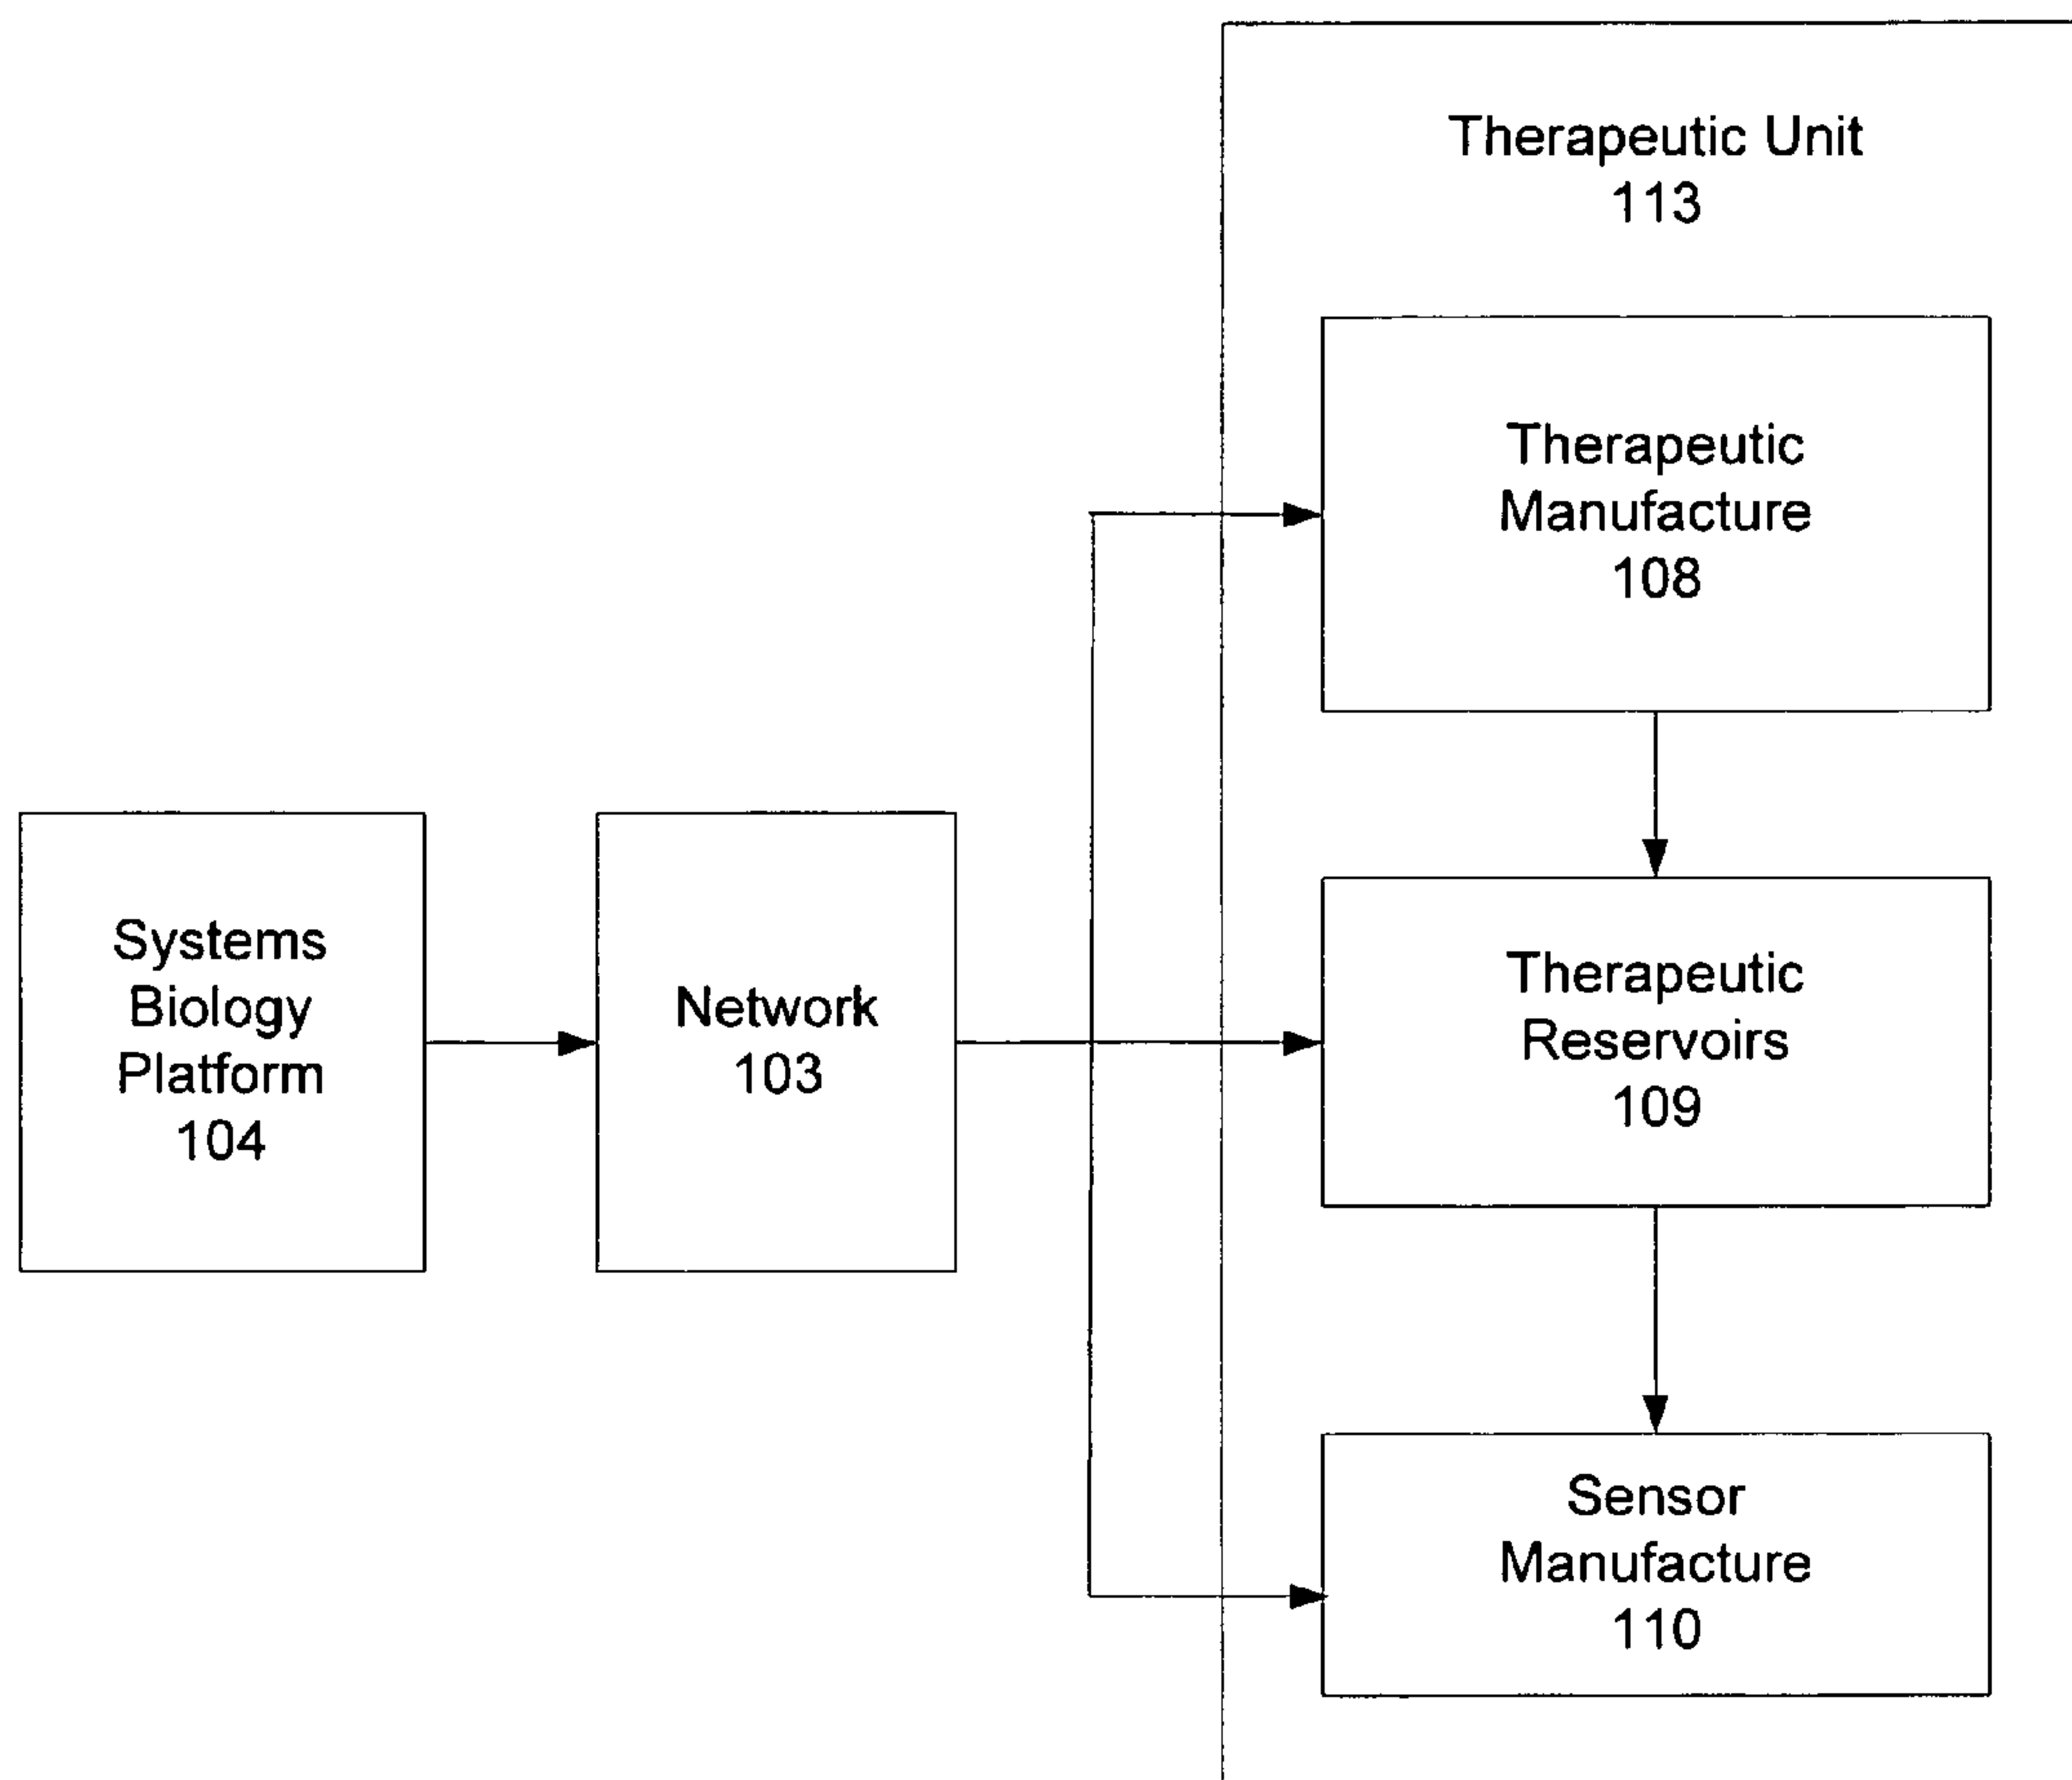 Therapeutic Unit
113
Therapeutic
Manufacture
108
Systems
Biology
Platform
104
Network
103
Therapeutic
Reservoirs
109
Sensor
Manufacture
110